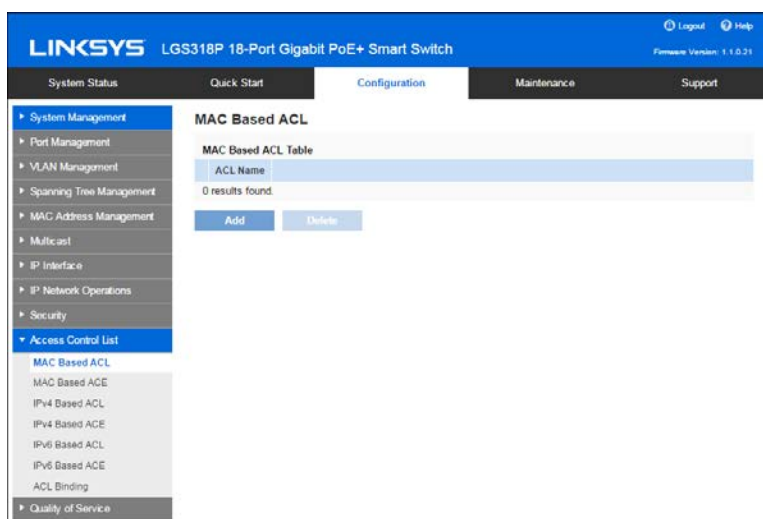 Logout Help
LINKSYS LGS318P 18-Port Gigabit PoE+ Smart Switch
Firmware Version: 1.1.0.21
System Status Quick Start Configuration Maintenance Support
System Management
Port Management
VLAN Management
Spanning Tree Management
MAC Address Management
Multicast
IP Interface
IP Network Operations
Security
Access Control List
MAC Based ACL
MAC Based ACE
IPv4 Based ACL
IPv4 Based ACE
IPv6 Based ACL
IPv6 Based ACE
ACL Binding
Quality of Service
MAC Based ACL
MAC Based ACL Table
ACL Name
0 results found.
Add Delete